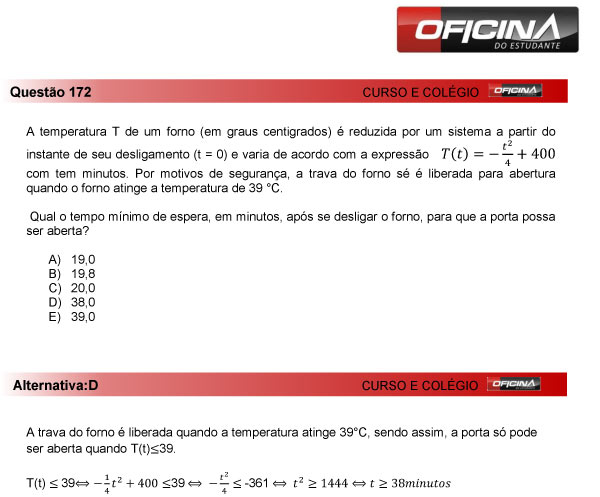 OFICINA
DO ESTUDANTE
Questão 172 CURSO E COLÉGIO OFICINA
A temperatura T de um forno (em graus centigrados) é reduzida por um sistema a partir do
instante de seu desligamento (t = 0) e varia de acordo com a expressão T(t) = −t²/4 + 400
com tem minutos. Por motivos de segurança, a trava do forno sé é liberada para abertura
quando o forno atinge a temperatura de 39 °C.
Qual o tempo mínimo de espera, em minutos, após se desligar o forno, para que a porta possa
ser aberta?
A) 19,0
B) 19,8
C) 20,0
D) 38,0
E) 39,0
Alternativa:D CURSO E COLÉGIO OFICINA
A trava do forno é liberada quando a temperatura atinge 39°C, sendo assim, a porta só pode
ser aberta quando T(t)≤39.
T(t) ≤ 39⇔ −1/4t² + 400 ≤39 ⇔ −t²/4 ≤ -361 ⇔ t² ≥ 1444 ⇔ t ≥ 38minutos